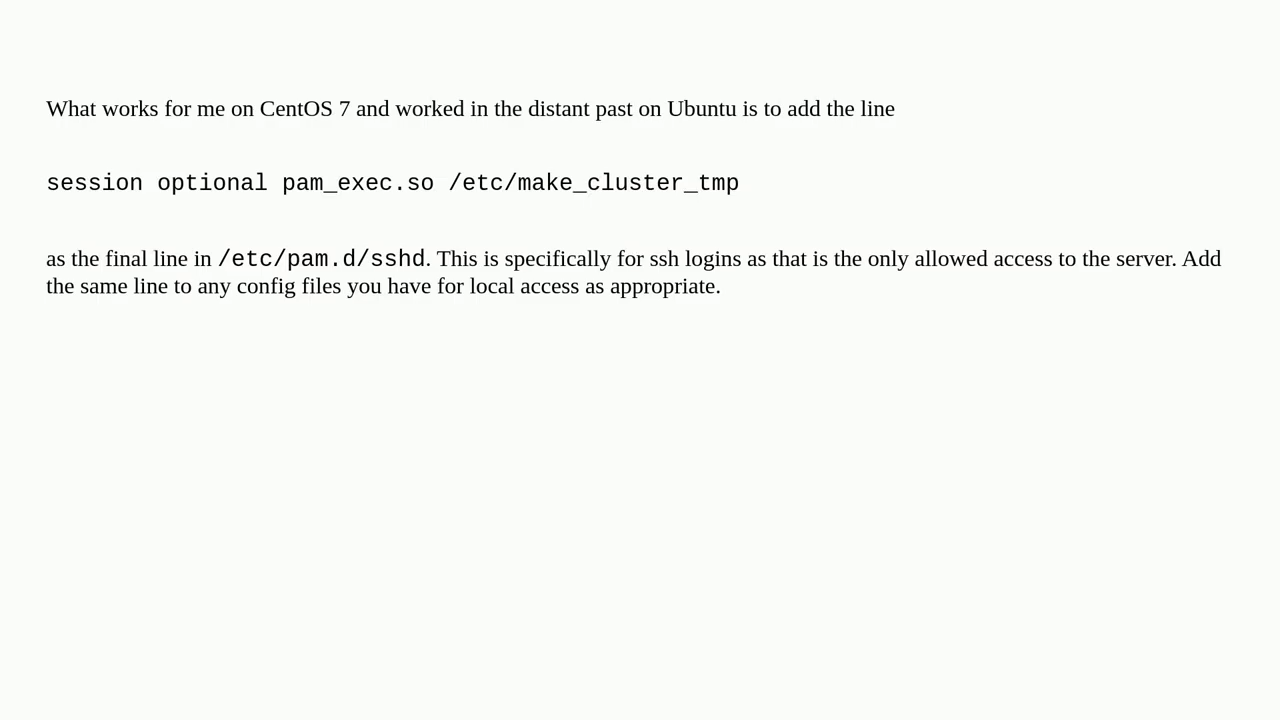 What works for me on CentOS 7 and worked in the distant past on Ubuntu is to add the line
session optional pam_exec.so /etc/make_cluster_tmp
as the final line in /etc/pam.d/sshd. This is specifically for ssh logins as that is the only allowed access to the server. Add
the same line to any config files you have for local access as appropriate.